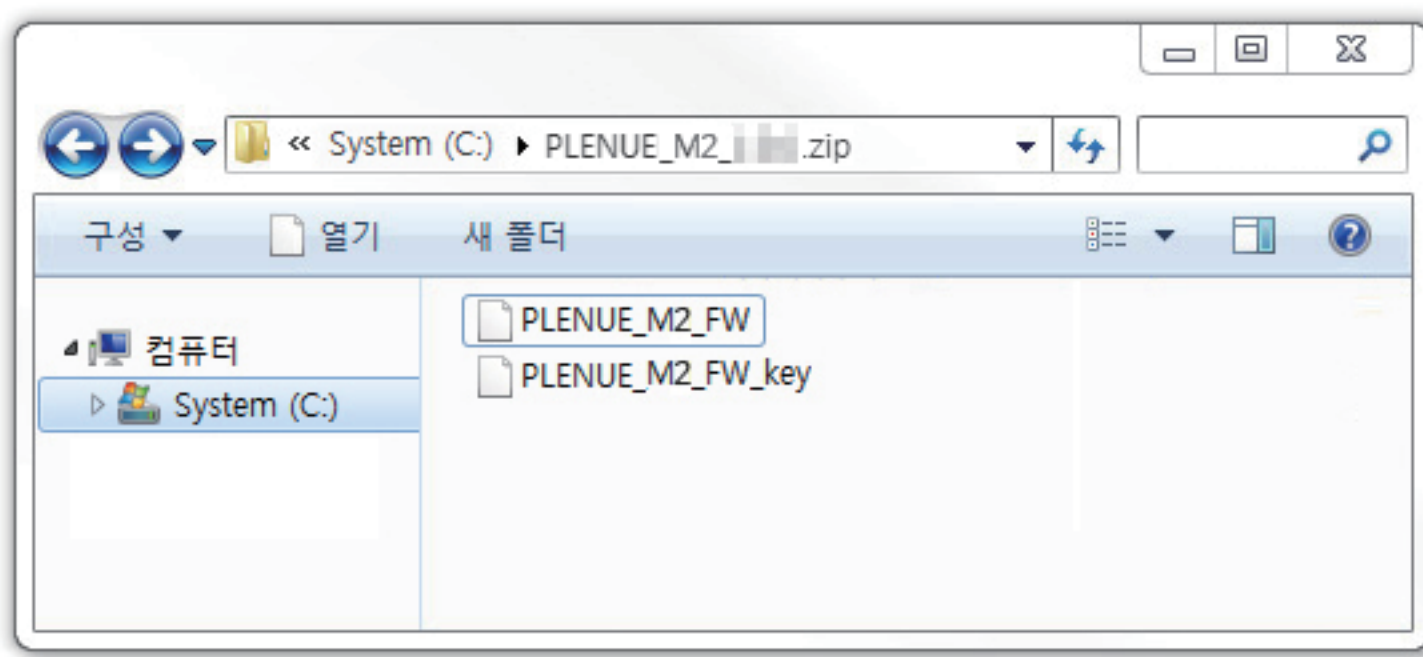 « System (C:) ▸ PLENUE_M2_ .zip
구성 열기 새 폴더
컴퓨터
System (C:)
PLENUE_M2_FW
PLENUE_M2_FW_key